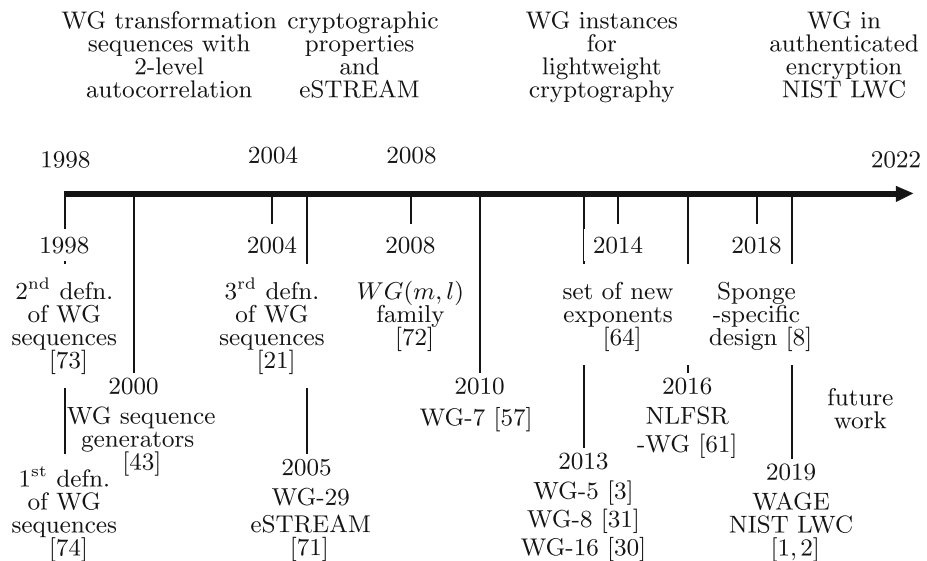 WG transformation
sequences with
2-level
autocorrelation
cryptographic
properties
and
eSTREAM
WG instances
for
lightweight
cryptography
WG in
authenticated
encryption
NIST LWC
1998
2004
2008
2022
1998
2nd defn.
of WG
sequences
[73]
1st defn.
of WG
sequences
[74]
2000
WG sequence
generators
[43]
2004
3rd defn.
of WG
sequences
[21]
2005
WG-29
eSTREAM
[71]
2008
WG(m, l)
family
[72]
2010
WG-7 [57]
2013
WG-5 [3]
WG-8 [31]
WG-16 [30]
2014
set of new
exponents
[64]
2016
NLFSR
-WG [61]
2018
Sponge
-specific
design [8]
2019
WAGE
NIST LWC
[1, 2]
future
work